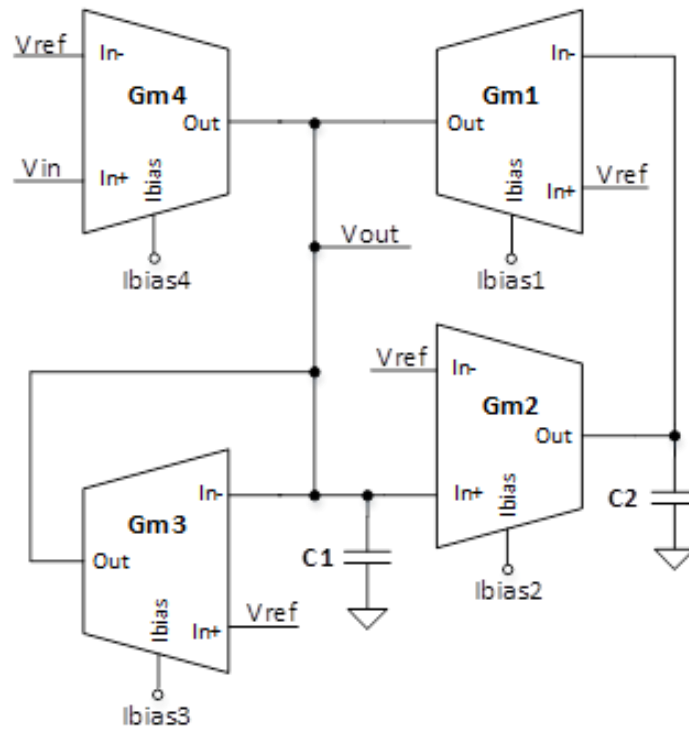 Vref
In-
Gm4
Out
Vin
In+
Ibias
Ibias4
In-
Gm1
Out
In+
Vref
Ibias
Ibias1
Vout
Vref
In-
Gm2
Out
In+
Ibias
Ibias2
C2
In-
Gm3
Out
Ibias
In+
Vref
Ibias3
C1